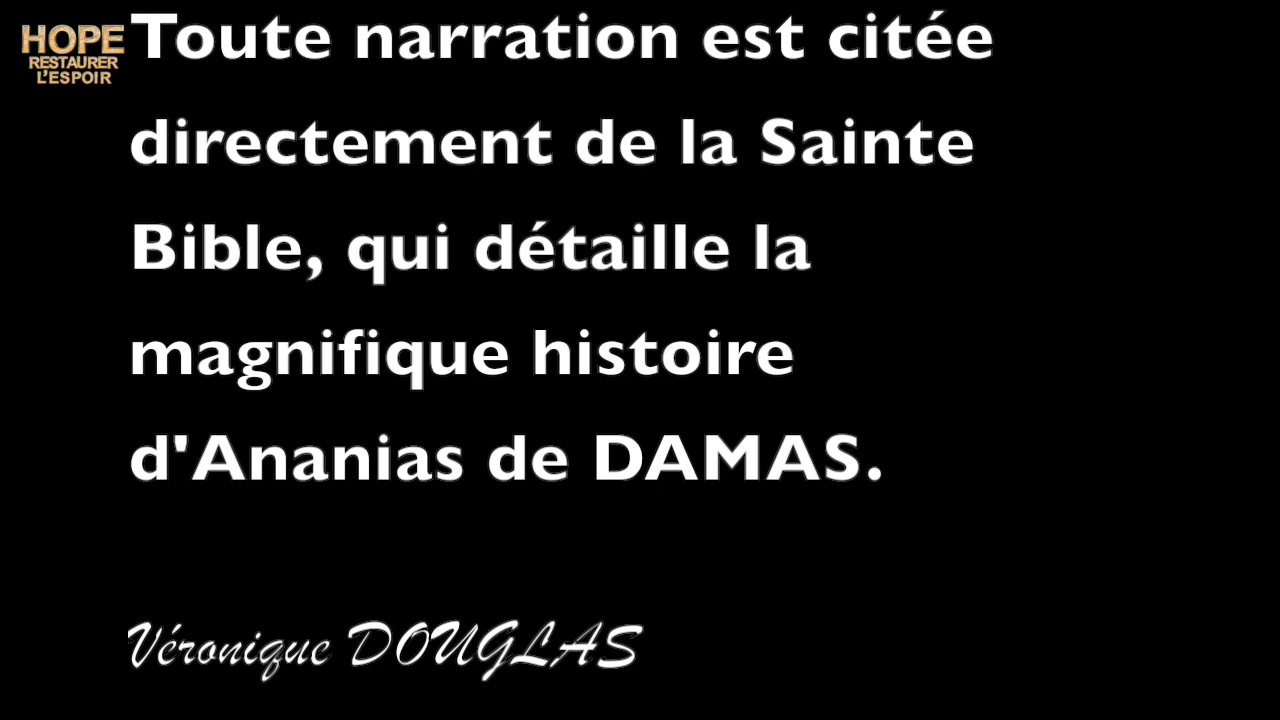 HOPE
RESTAURER
L'ESPOIR
Toute narration est citée
directement de la Sainte
Bible, qui détaille la
magnifique histoire
d'Ananias de DAMAS.
Véronique DOUGLAS